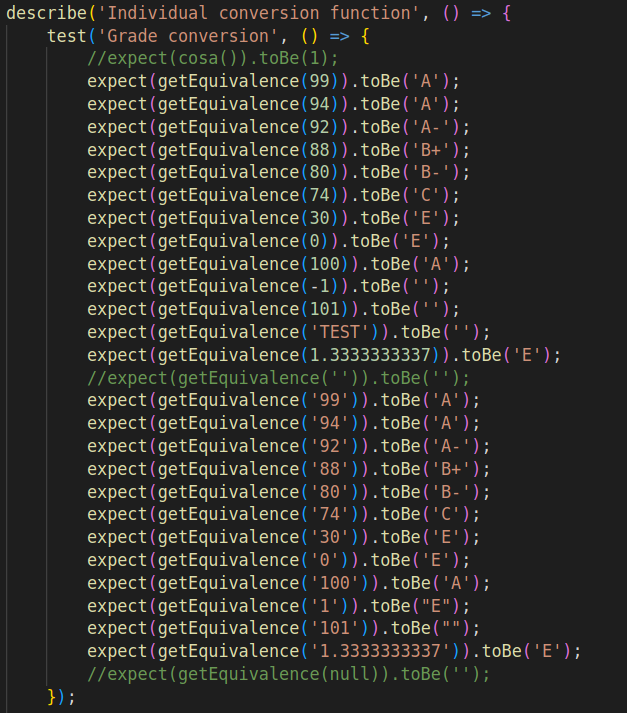 describe('Individual conversion function', () => {
    test('Grade conversion', () => {
        //expect(cosa()).toBe(1);
        expect(getEquivalence(99)).toBe('A');
        expect(getEquivalence(94)).toBe('A');
        expect(getEquivalence(92)).toBe('A-');
        expect(getEquivalence(88)).toBe('B+');
        expect(getEquivalence(80)).toBe('B-');
        expect(getEquivalence(74)).toBe('C');
        expect(getEquivalence(30)).toBe('E');
        expect(getEquivalence(0)).toBe('E');
        expect(getEquivalence(100)).toBe('A');
        expect(getEquivalence(-1)).toBe('');
        expect(getEquivalence(101)).toBe('');
        expect(getEquivalence('TEST')).toBe('');
        expect(getEquivalence(1.3333333337)).toBe('E');
        //expect(getEquivalence('')).toBe('');
        expect(getEquivalence('99')).toBe('A');
        expect(getEquivalence('94')).toBe('A');
        expect(getEquivalence('92')).toBe('A-');
        expect(getEquivalence('88')).toBe('B+');
        expect(getEquivalence('80')).toBe('B-');
        expect(getEquivalence('74')).toBe('C');
        expect(getEquivalence('30')).toBe('E');
        expect(getEquivalence('0')).toBe('E');
        expect(getEquivalence('100')).toBe('A');
        expect(getEquivalence('1')).toBe("E");
        expect(getEquivalence('101')).toBe("");
        expect(getEquivalence('1.3333333337')).toBe('E');
        //expect(getEquivalence(null)).toBe('');
    });